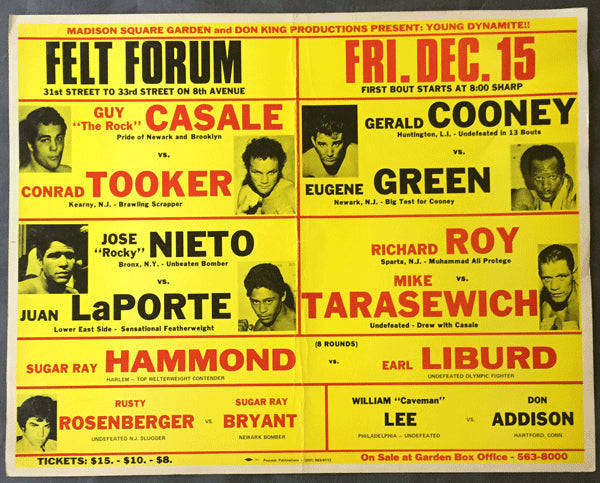 MADISON SQUARE GARDEN and DON KING PRODUCTIONS PRESENT: YOUNG DYNAMITE!!
FELT FORUM
31st STREET TO 33rd STREET ON 8th AVENUE
FRI. DEC. 15
FIRST BOUT STARTS AT 8:00 SHARP
GUY "The Rock" CASALE
Pride of Newark and Brooklyn
vs.
CONRAD TOOKER
Kearny, N.J. - Brawling Scrapper
GERALD COONEY
Huntington, L.I. - Undefeated in 13 Bouts
vs.
EUGENE GREEN
Newark, N.J. - Big Test for Cooney
JOSE "Rocky" NIETO
Bronx, N.Y. - Unbeaten Bomber
vs.
JUAN LaPORTE
Lower East Side - Sensational Featherweight
RICHARD ROY
Sparta, N.J. - Muhammad Ali Protege
vs.
MIKE TARASEWICH
Undefeated - Drew with Casale
SUGAR RAY HAMMOND
HARLEM – TOP WELTERWEIGHT CONTENDER
(8 ROUNDS)
vs.
EARL LIBURD
UNDEFEATED OLYMPIC FIGHTER
RUSTY ROSENBERGER
UNDEFEATED N.J. SLUGGER
vs.
SUGAR RAY BRYANT
NEWARK BOMBER
WILLIAM "Caveman" LEE
PHILADELPHIA – UNDEFEATED
vs.
DON ADDISON
HARTFORD, CONN.
TICKETS: $15. - $10. - $8.
On Sale at Garden Box Office - 563-8000